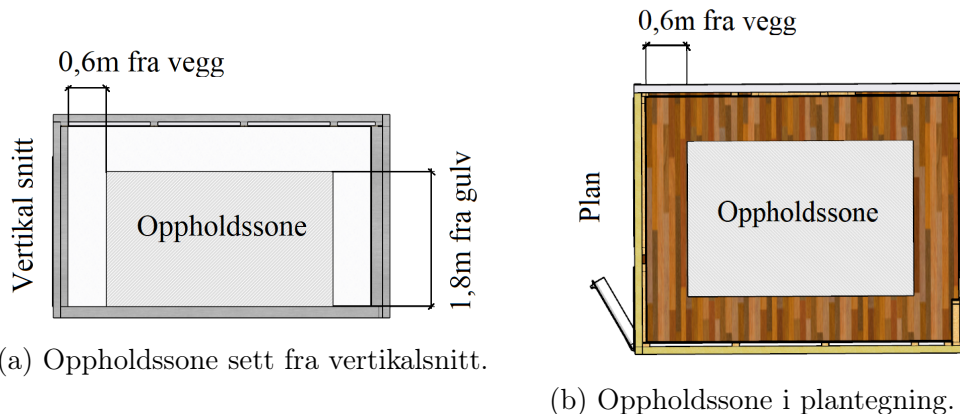 0,6m fra vegg
Vertikal snitt
Oppholdssone
1,8m fra gulv
(a) Oppholdssone sett fra vertikalsnitt.
0,6m fra vegg
Plan
Oppholdssone
(b) Oppholdssone i plantegning.